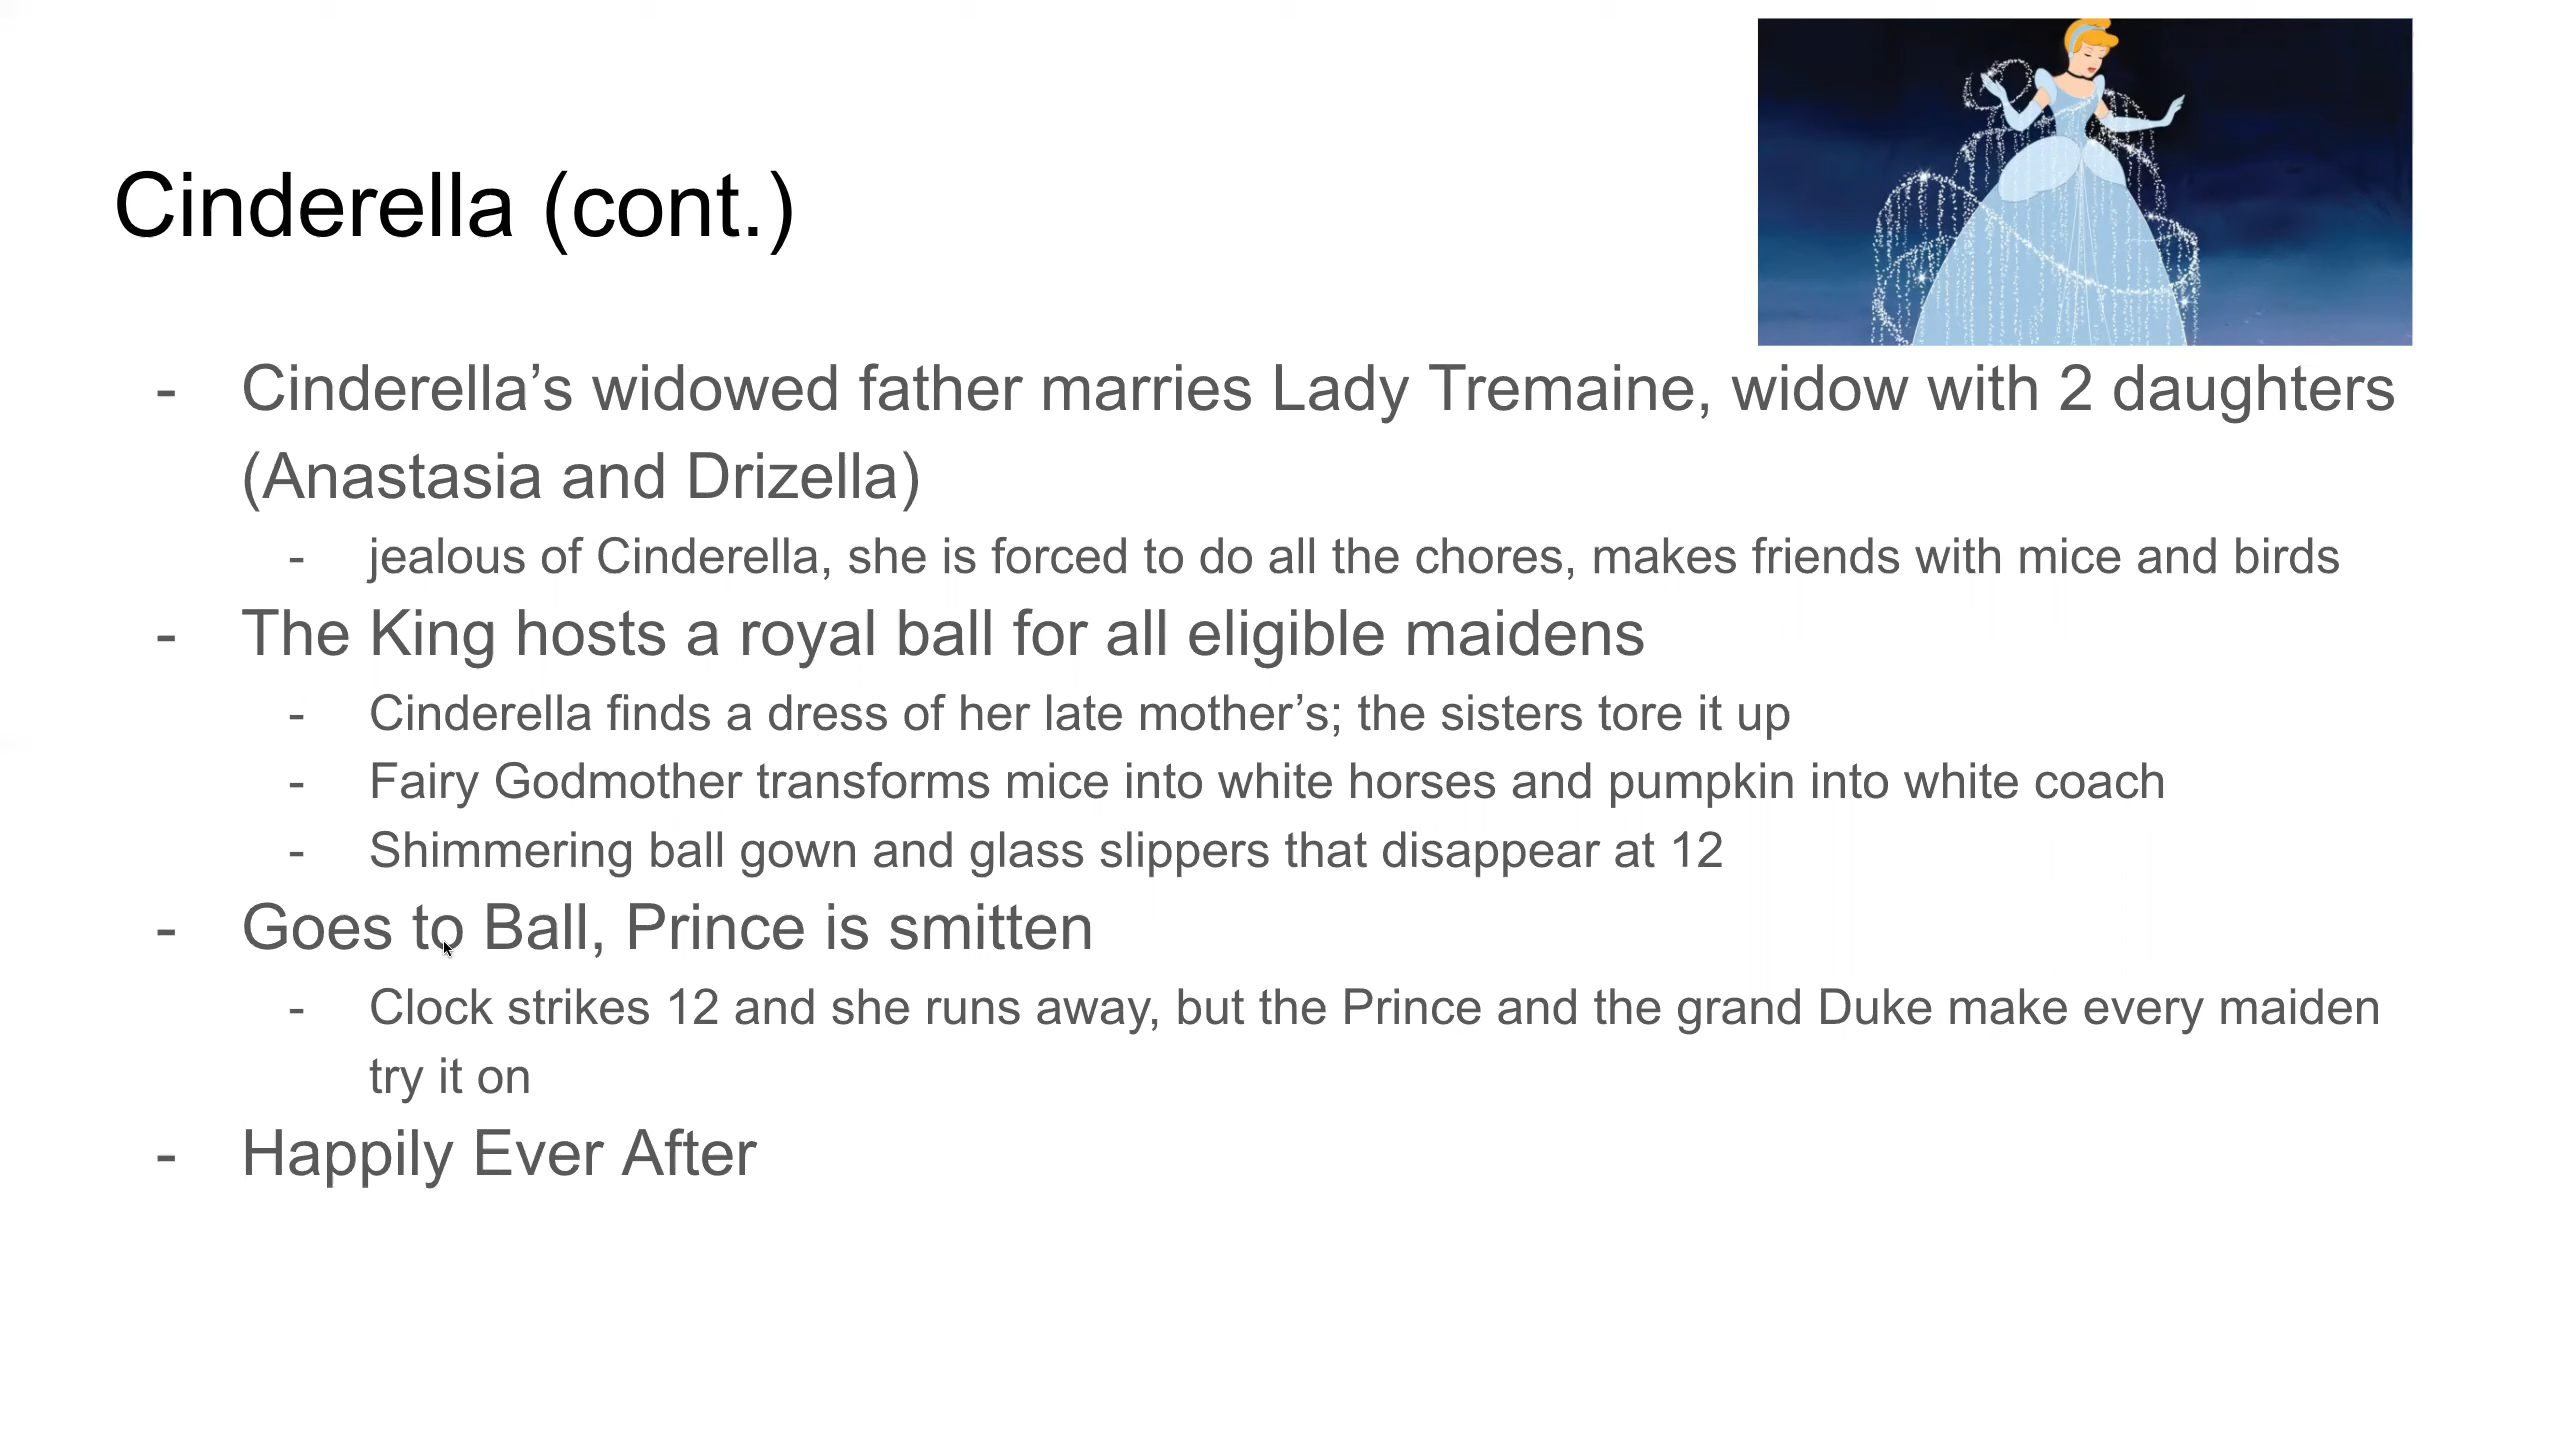 Cinderella (cont.)
- Cinderella’s widowed father marries Lady Tremaine, widow with 2 daughters
(Anastasia and Drizella)
- jealous of Cinderella, she is forced to do all the chores, makes friends with mice and birds
- The King hosts a royal ball for all eligible maidens
- Cinderella finds a dress of her late mother’s; the sisters tore it up
- Fairy Godmother transforms mice into white horses and pumpkin into white coach
- Shimmering ball gown and glass slippers that disappear at 12
- Goes to Ball, Prince is smitten
- Clock strikes 12 and she runs away, but the Prince and the grand Duke make every maiden
try it on
- Happily Ever After